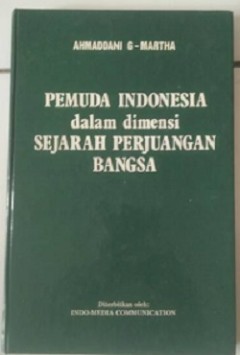 AHMADDANI G-MARTHA
PEMUDA INDONESIA
dalam dimensi
SEJARAH PERJUANGAN
BANGSA
Diterbitkan oleh:
INDO-MEDIA COMMUNICATION